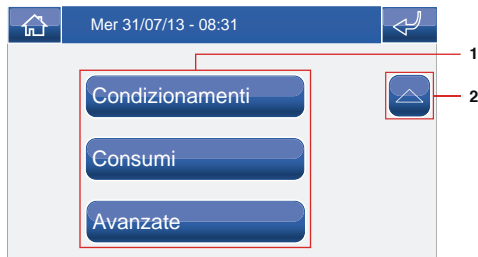 Mer 31/07/13 - 08:31
1
Condizionamenti
2
Consumi
Avanzate